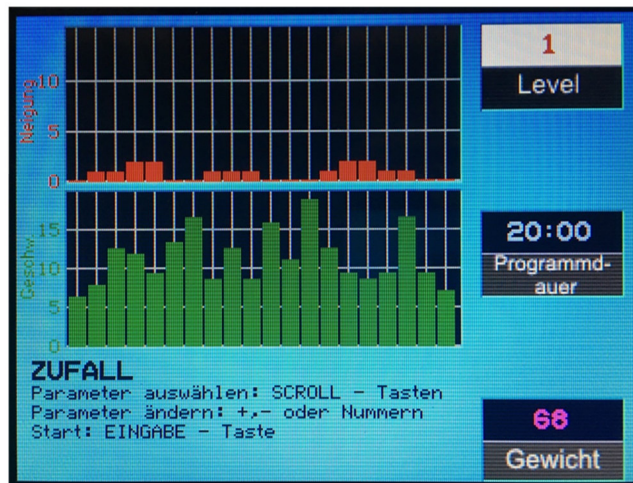 Neigung
10
5
0
Geschw.
15
10
5
0
1
Level
20:00
Programmd-
auer
68
Gewicht
ZUFALL
Parameter auswählen: SCROLL - Tasten
Parameter ändern: +,- oder Nummern
Start: EINGABE - Taste